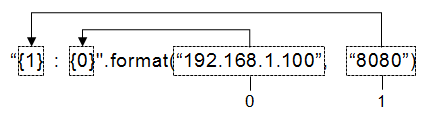 “{1} : {0}".format(“192.168.1.100”, “8080”)
0 1